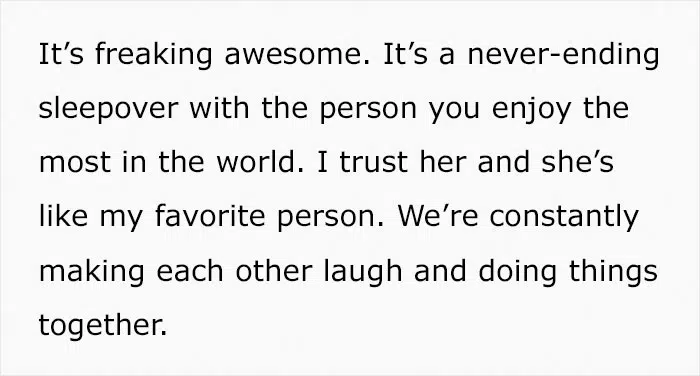 It’s freaking awesome. It’s a never-ending
sleepover with the person you enjoy the
most in the world. I trust her and she’s
like my favorite person. We’re constantly
making each other laugh and doing things
together.